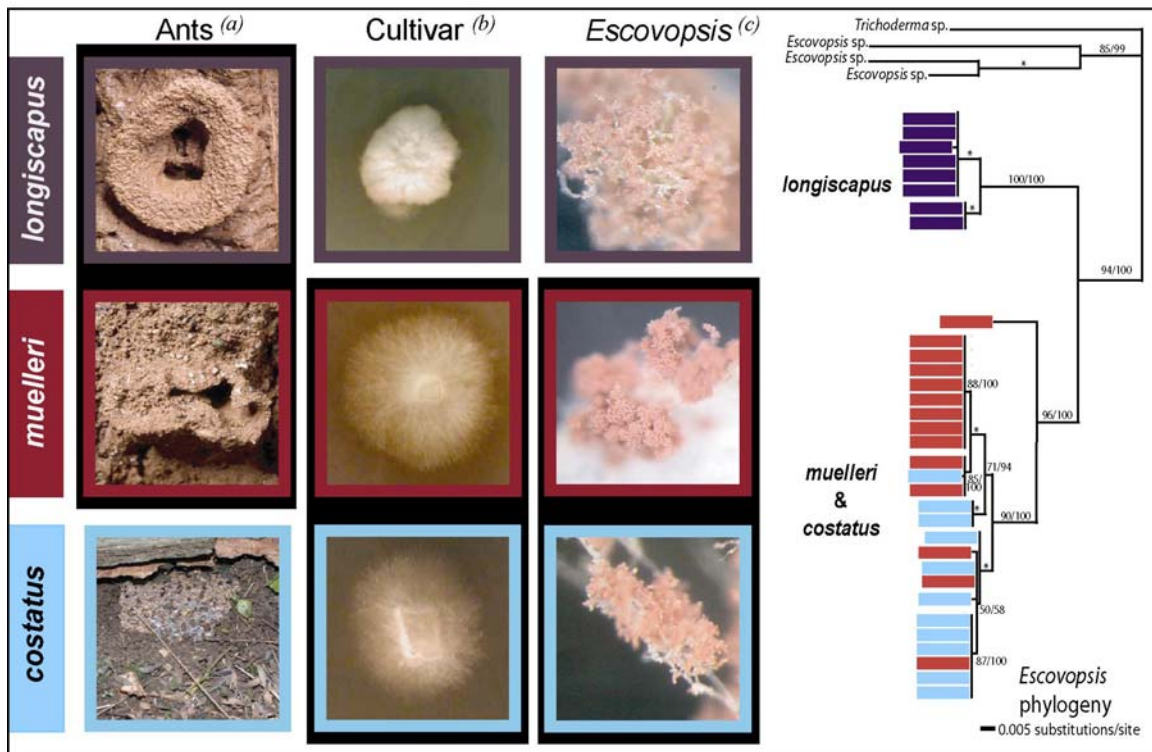 Ants (a)
Cultivar (b)
Escovopsis (c)
longiscapus
muelleri
costatus
Trichoderma sp.
Escovopsis sp.
Escovopsis sp.
Escovopsis sp.
85/99
*
longiscapus
*
*
100/100
94/100
muelleri
&
costatus
88/100
*
96/100
71/94
85/
100
*
90/100
*
50/58
87/100
Escovopsis
phylogeny
0.005 substitutions/site